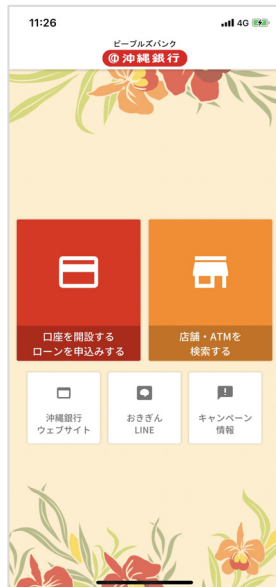 11:26
4G
ピープルズバンク
沖縄銀行
口座を開設する
ローンを申込みする
店舗・ATMを
検索する
沖縄銀行
ウェブサイト
おきぎん
LINE
キャンペーン
情報